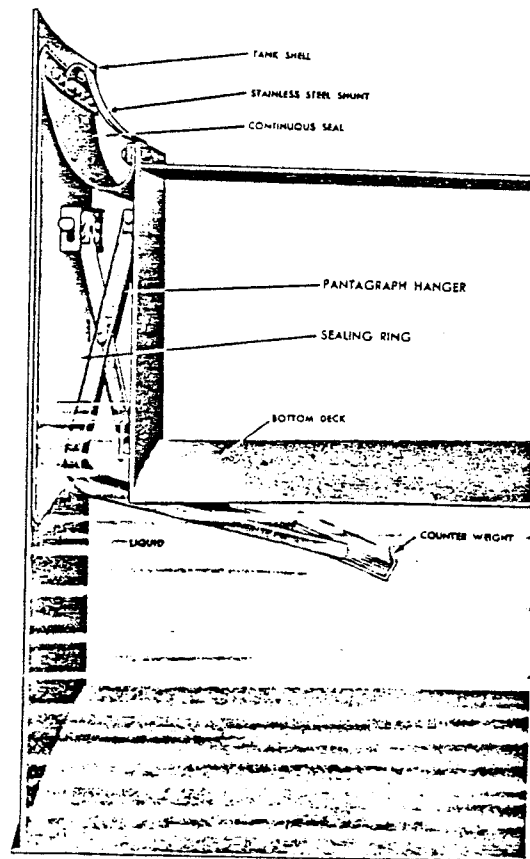 TANK SHELL
STAINLESS STEEL SHUNT
CONTINUOUS SEAL
PANTAGRAPH HANGER
SEALING RING
BOTTOM DECK
LIQUID
COUNTER WEIGHT